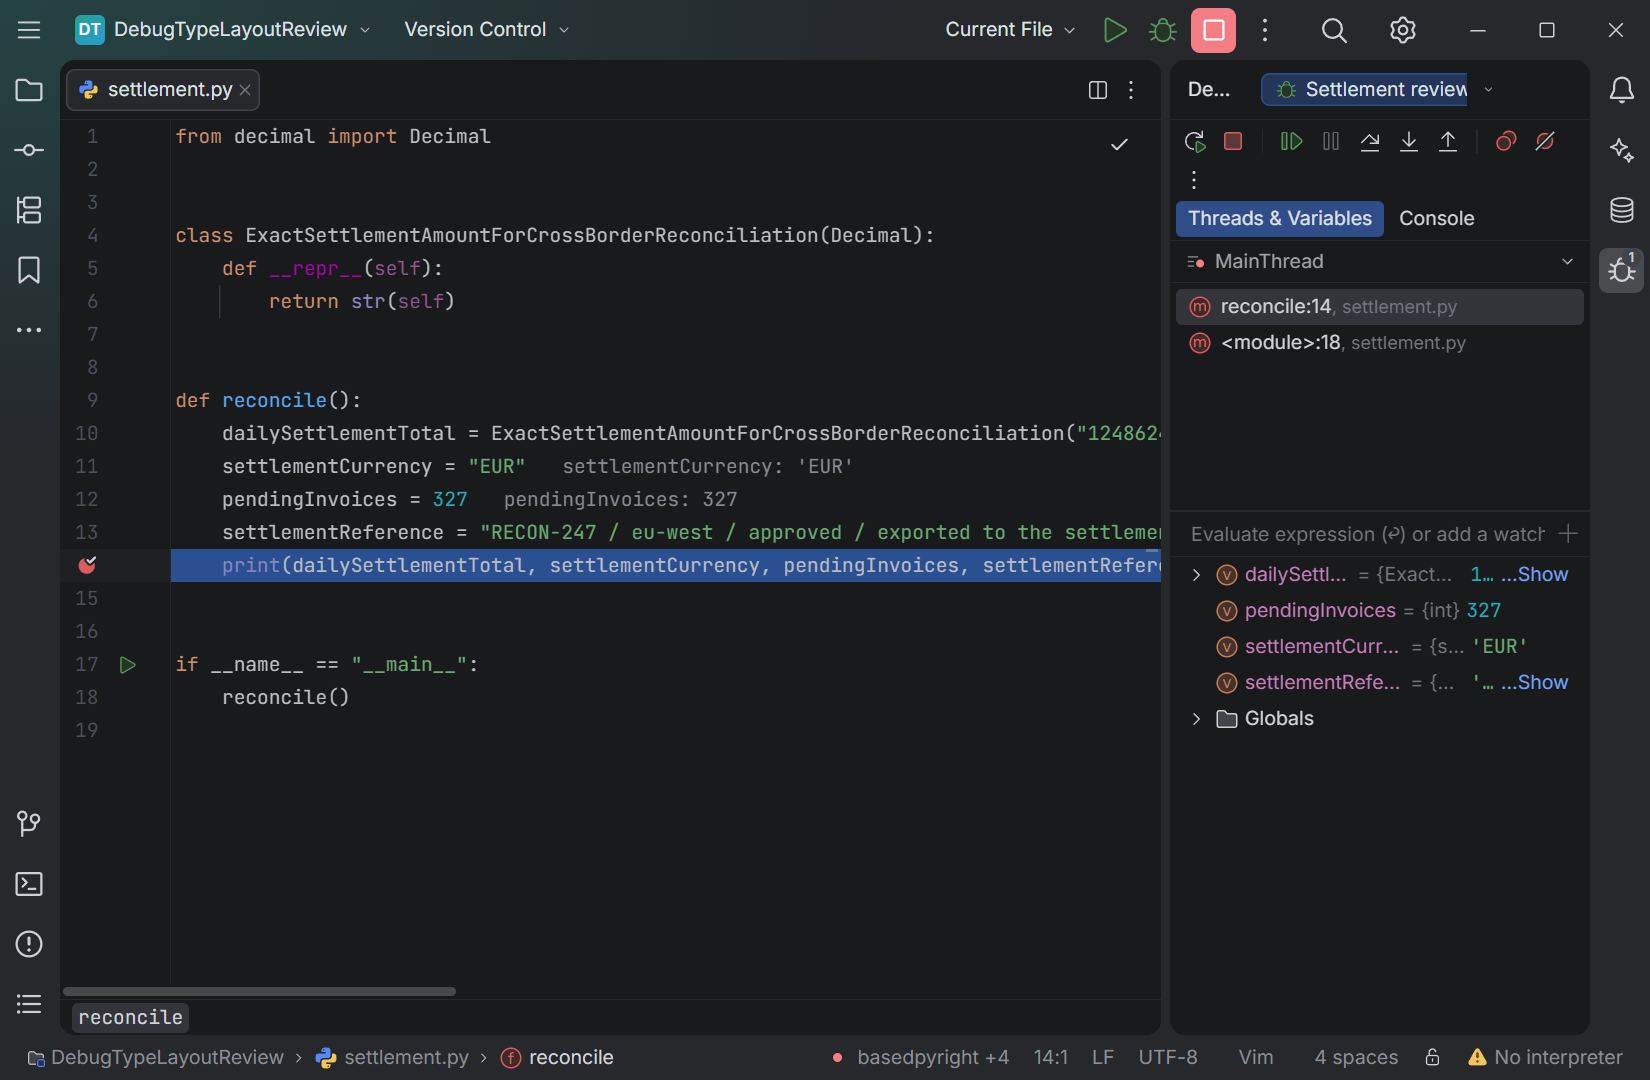 DT DebugTypeLayoutReview Version Control Current File
settlement.py
1 from decimal import Decimal
2
3
4 class ExactSettlementAmountForCrossBorderReconciliation(Decimal):
5 def __repr__(self):
6 return str(self)
7
8
9 def reconcile():
10 dailySettlementTotal = ExactSettlementAmountForCrossBorderReconciliation("124862
11 settlementCurrency = "EUR" settlementCurrency: 'EUR'
12 pendingInvoices = 327 pendingInvoices: 327
13 settlementReference = "RECON-247 / eu-west / approved / exported to the settleme
print(dailySettlementTotal, settlementCurrency, pendingInvoices, settlementRefer
15
16
17 if __name__ == "__main__":
18 reconcile()
19
reconcile
De... Settlement review
Threads & Variables Console
MainThread
reconcile:14, settlement.py
<module>:18, settlement.py
Evaluate expression (⏎) or add a watch
dailySettl... = {Exact... 1... ...Show
pendingInvoices = {int} 327
settlementCurr... = {s... 'EUR'
settlementRefe... = {... '... ...Show
Globals
1
DebugTypeLayoutReview › settlement.py › reconcile basedpyright +4 14:1 LF UTF-8 Vim 4 spaces No interpreter